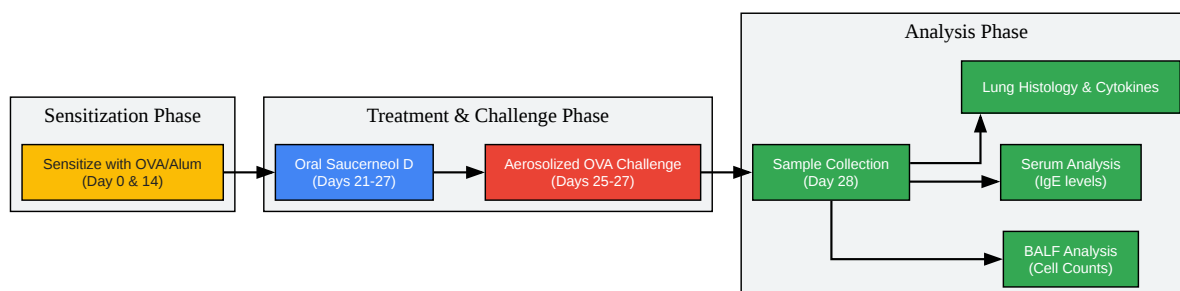 Sensitization Phase
Sensitize with OVA/Alum
(Day 0 & 14)
Treatment & Challenge Phase
Oral Saucerneol D
(Days 21-27)
Aerosolized OVA Challenge
(Days 25-27)
Analysis Phase
Sample Collection
(Day 28)
Lung Histology & Cytokines
Serum Analysis
(IgE levels)
BALF Analysis
(Cell Counts)